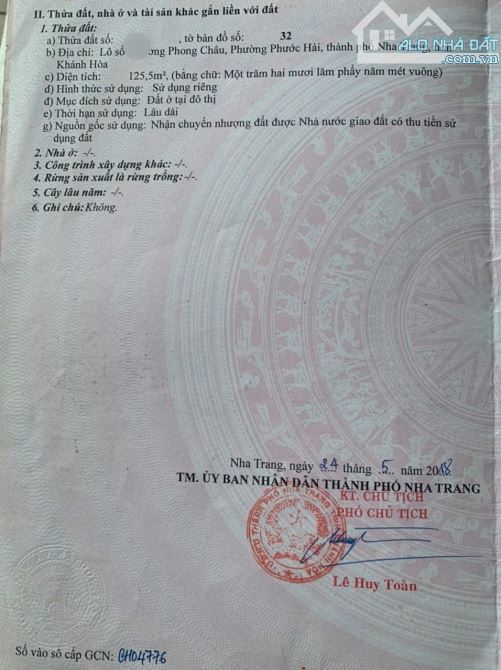 II. Thửa đất, nhà ở và tài sản khác gắn liền với đất
ALO NHÀ ĐẤT
1. Thửa đất:
a) Thửa đất số: , tờ bản đồ số: 32
b) Địa chỉ: Lô số ơng Phong Châu, Phường Phước Hải, thành phố Nha Trang, tỉnh
Khánh Hòa
c) Diện tích: 125,5m², (bằng chữ: Một trăm hai mươi lăm phẩy năm mét vuông)
d) Hình thức sử dụng: Sử dụng riêng
đ) Mục đích sử dụng: Đất ở tại đô thị
e) Thời hạn sử dụng: Lâu dài
g) Nguồn gốc sử dụng: Nhận chuyển nhượng đất được Nhà nước giao đất có thu tiền sử
dụng đất
2. Nhà ở: -/-.
3. Công trình xây dựng khác: -/-.
4. Rừng sản xuất là rừng trồng:-/-.
5. Cây lâu năm: -/-.
6. Ghi chú:Không.
Nha Trang, ngày 24 tháng 5 năm 2018
TM. ỦY BAN NHÂN DÂN THÀNH PHỐ NHA TRANG
KT. CHỦ TỊCH
PHÓ CHỦ TỊCH
Lê Huy Toàn
Số vào sổ cấp GCN: CH04776